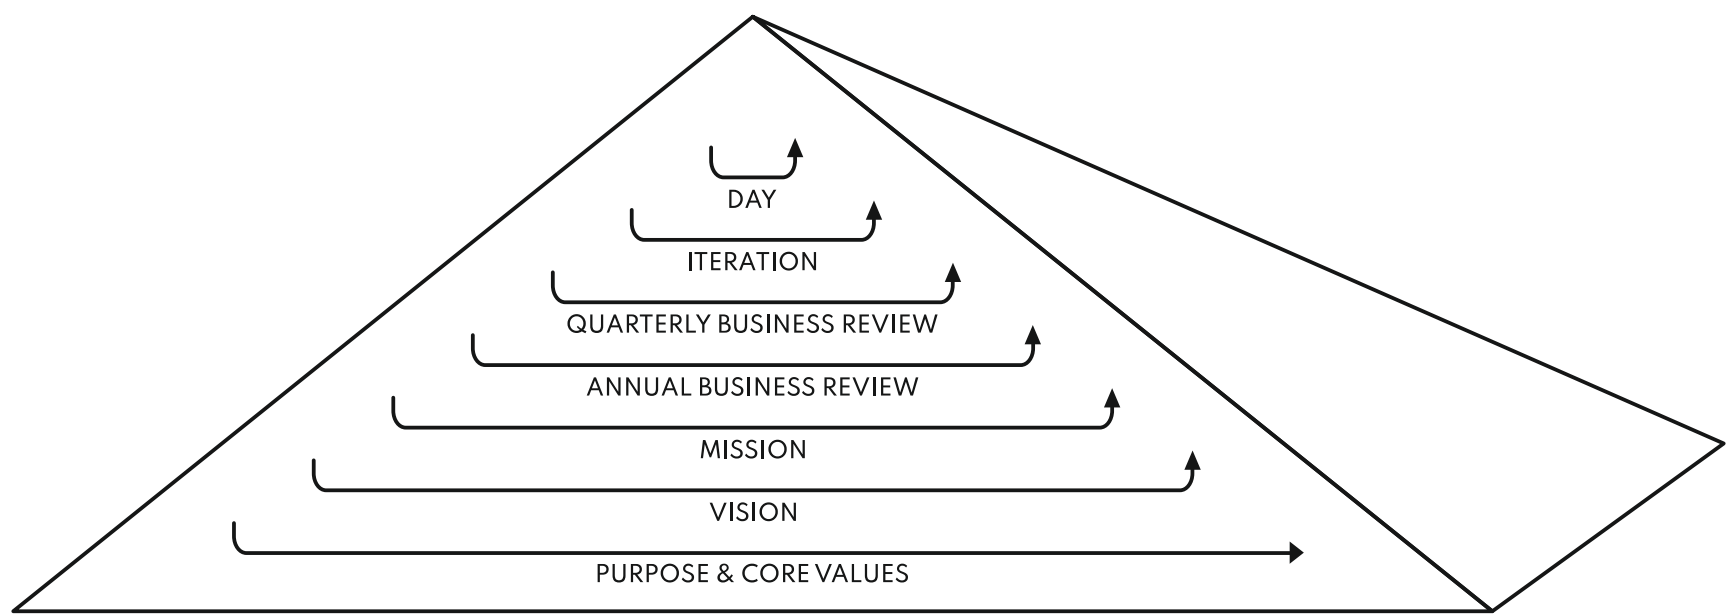 DAY
ITERATION
QUARTERLY BUSINESS REVIEW
ANNUAL BUSINESS REVIEW
MISSION
VISION
PURPOSE & CORE VALUES